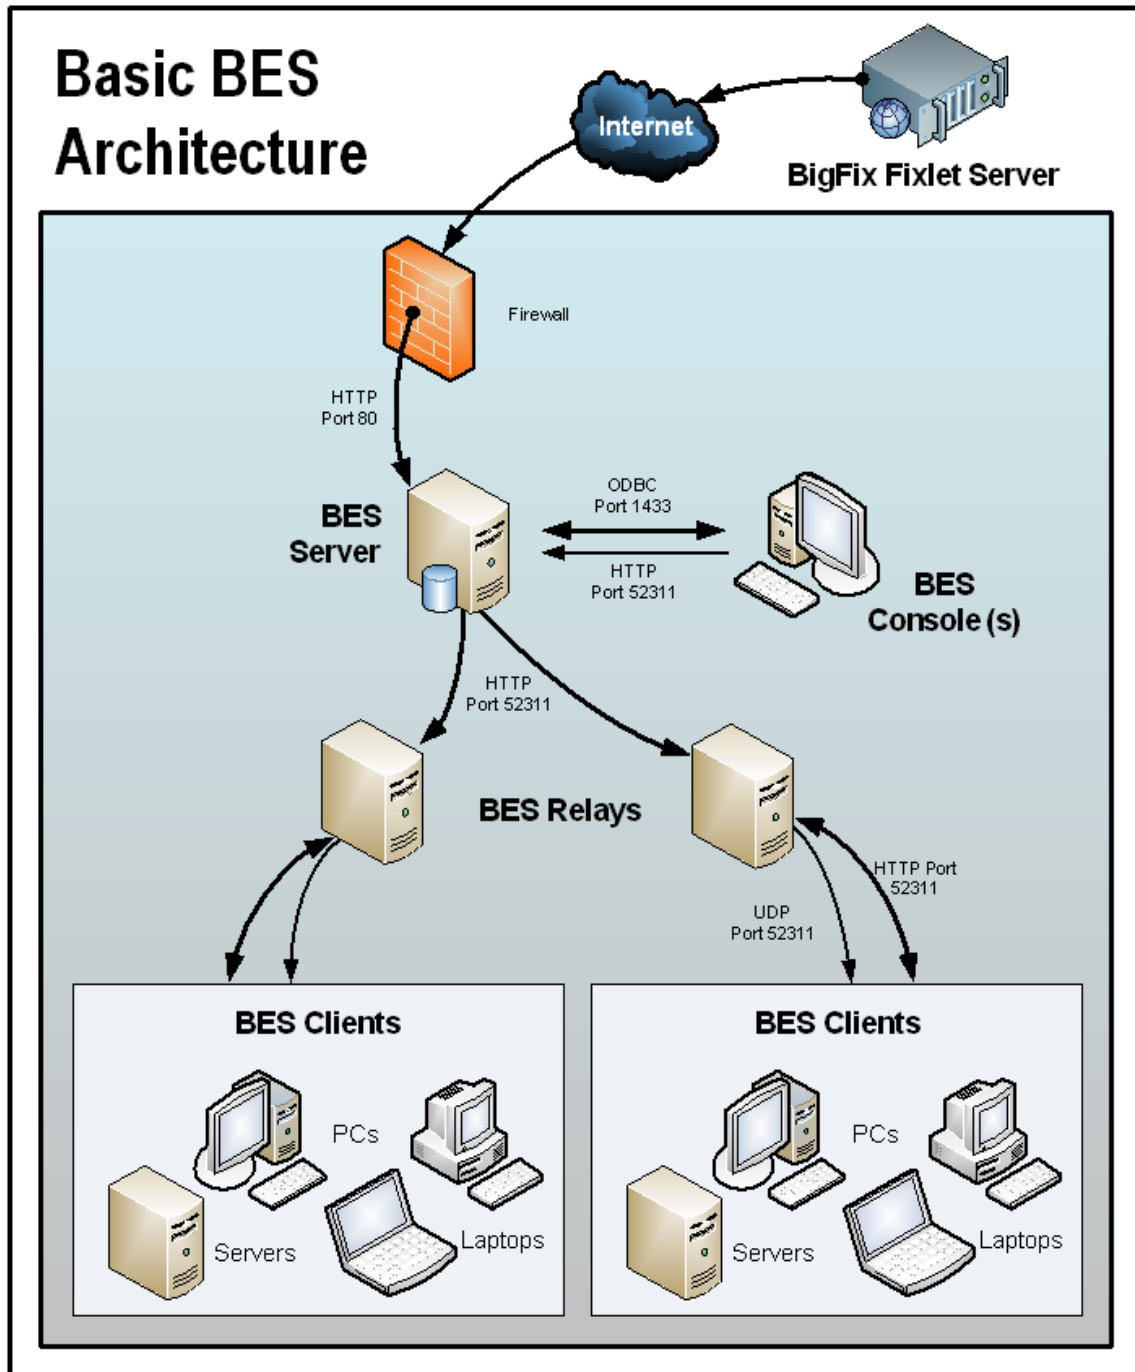 Basic BES
Architecture
Internet
BigFix Fixlet Server
Firewall
HTTP
Port 80
BES
Server
ODBC
Port 1433
HTTP
Port 52311
BES
Console (s)
HTTP
Port 52311
BES Relays
HTTP Port
52311
UDP
Port 52311
BES Clients
PCs
Servers
Laptops
BES Clients
PCs
Servers
Laptops